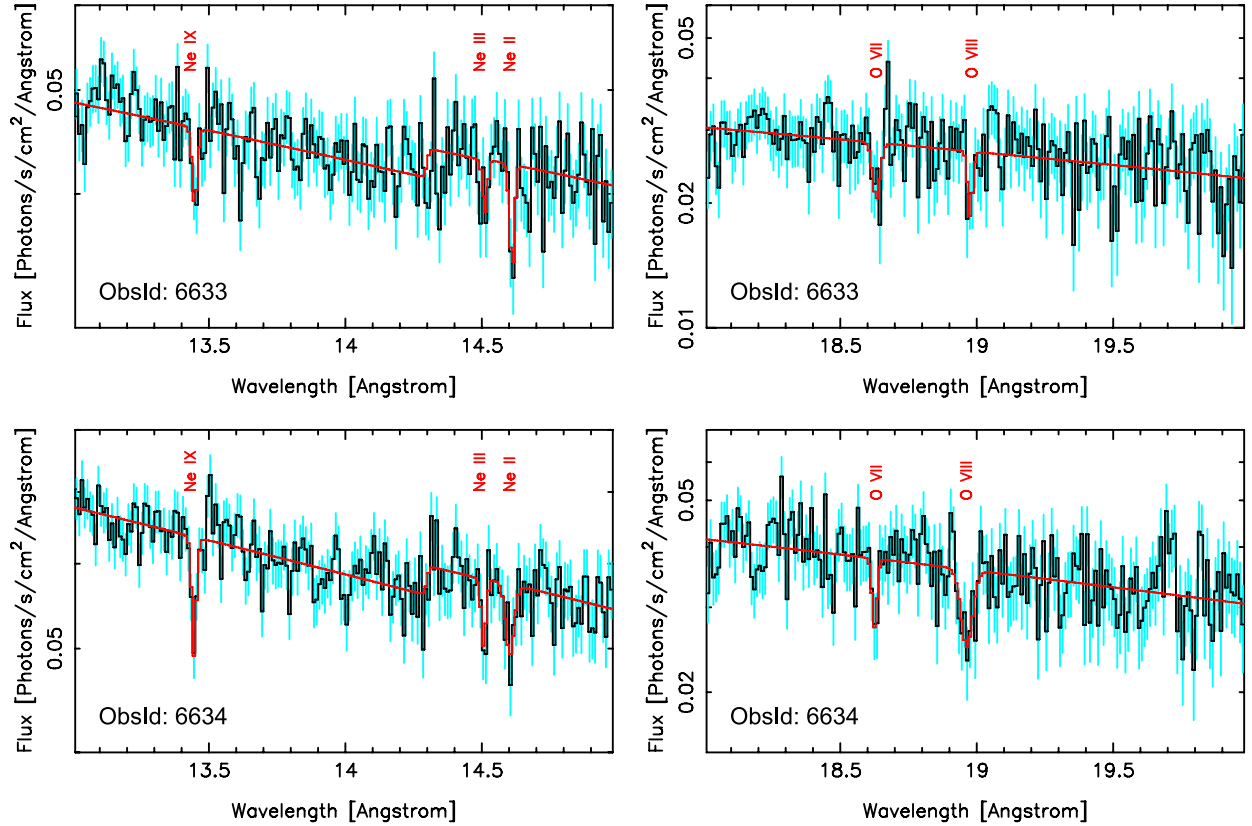 Ne IX
Ne III
Ne II
0.05
Flux [Photons/s/cm²/Angstrom]
ObsId: 6633
13.5
14
14.5
Wavelength [Angstrom]
O VII
O VIII
0.05
0.02
0.01
Flux [Photons/s/cm²/Angstrom]
ObsId: 6633
18.5
19
19.5
Wavelength [Angstrom]
Ne IX
Ne III
Ne II
0.05
Flux [Photons/s/cm²/Angstrom]
ObsId: 6634
13.5
14
14.5
Wavelength [Angstrom]
O VII
O VIII
0.05
0.02
Flux [Photons/s/cm²/Angstrom]
ObsId: 6634
18.5
19
19.5
Wavelength [Angstrom]